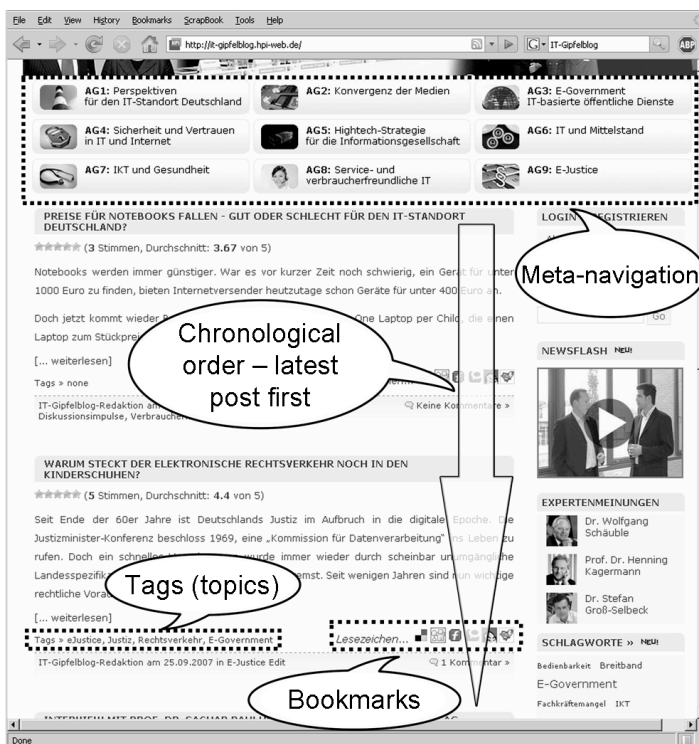 File Edit View History Bookmarks ScrapBook Tools Help
http://it-gipfelblog.hpi-web.de/
IT-Gipfelblog
ABP
AG1: Perspektiven
für den IT-Standort Deutschland
AG2: Konvergenz der Medien
AG3: E-Government
IT-basierte öffentliche Dienste
AG4: Sicherheit und Vertrauen
in IT und Internet
AG5: Hightech-Strategie
für die Informationsgesellschaft
AG6: IT und Mittelstand
AG7: IKT und Gesundheit
AG8: Service- und
verbraucherfreundliche IT
AG9: E-Justice
PREISE FÜR NOTEBOOKS FALLEN - GUT ODER SCHLECHT FÜR DEN IT-STANDORT
DEUTSCHLAND?
(3 Stimmen, Durchschnitt: 3.67 von 5)
Notebooks werden immer günstiger. War es vor kurzer Zeit noch schwierig, ein Gerät für unter
1000 Euro zu finden, bieten Internetversender heutzutage schon Geräte für unter 400 Euro an.
Doch jetzt kommt wieder One Laptop per Child, die einen
Laptop zum
[... weiterlesen]
Tags » none
IT-Gipfelblog-Redaktion am
Diskussionsimpulse,
Keine Kommentare »
Chronological
order – latest
post first
WARUM STECKT DER ELEKTRONISCHE RECHTSVERKEHR NOCH IN DEN
KINDERSCHUHEN?
(5 Stimmen, Durchschnitt: 4.4 von 5)
Seit Ende der 60er Jahre ist Deutschlands Justiz im Aufbruch in die digitale Epoche. Die
Justizminister-Konferenz beschloss 1969, eine „Kommission für Datenverarbeitung" ins Leben zu
rufen. Doch ein wurde immer wieder durch scheinbar unumgängliche
Seit wenigen Jahren sind nun wichtige
rechtliche
[... weiterlesen]
Tags » eJustice, Justiz, Rechtsverkehr, E-Government
Lesezeichen...
IT-Gipfelblog-Redaktion am 25.09.2007 in E-Justice Edit
1 Kommentar »
Tags (topics)
Bookmarks
LOGIN
REGISTRIEREN
Meta-navigation
Go
NEWSFLASH NEU!
EXPERTENMEINUNGEN
Dr. Wolfgang
Schäuble
Prof. Dr. Henning
Kagermann
Dr. Stefan
Groß-Selbeck
SCHLAGWORTE » NEU!
Bedienbarkeit Breitband
E-Government
Fachkräftemangel IKT
Done